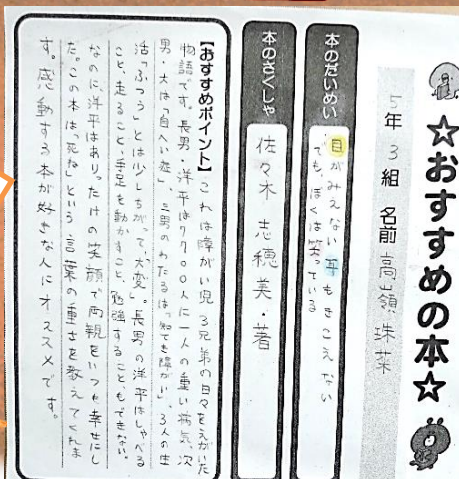 ☆おすすめの本☆
5年 3組 名前 高嶺 珠菜
本のだいめい
目がみえない 耳もきこえない
でも、ぼくは笑っている
本のさくしゃ
佐々木 志穂美・著
【おすすめポイント】これは障がい児3兄弟の日々をえがいた
物語です。長男・洋平は7700人に一人の重い病気、次
男・大は「自へい症」、三男のわたるは「知てき障がい」、3人の生
活「ふつう」とは少しちがって、大変。長男の洋平はしゃべる
こと、走ること、手足を動かすこと、勉強すること、もできない。
なのに、洋平はありったけの笑顔で両親をいつも幸せにし
た。この本は「死ね」という言葉の重さを教えてくれま
す。感動する本が好きな人にオススメです。